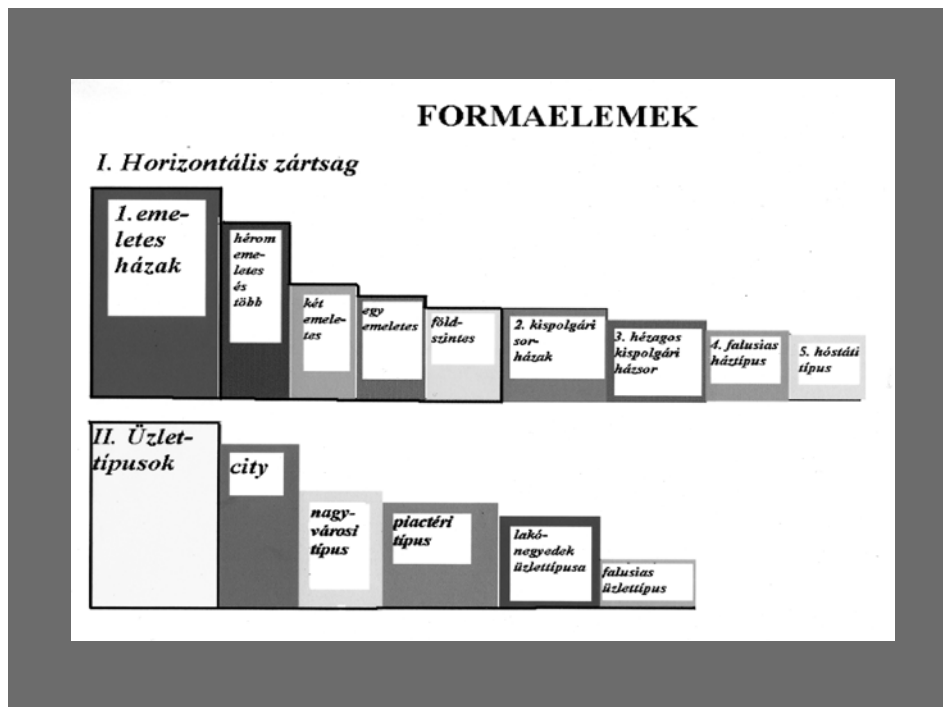 FORMAELEMEK
I. Horizontális zártsag
1. eme-
letes
házak
hérom
eme-
letes
és
több
két
emele-
tes
egy
emeletes
föld-
szintes
2. kispolgári
sor-
házak
3. hézagos
kispolgári
házsor
4. falusias
háztípus
5. hóstáti
típus
II. Üzlet-
típusok
city
nagy-
városi
típus
piactéri
típus
lakó-
negyedek
üzlettípusa
falusias
üzlettípus